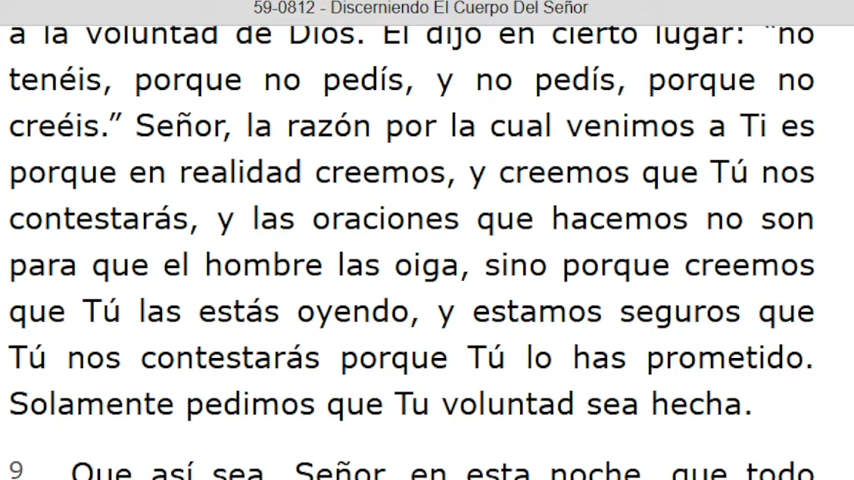 59-0812 - Discerniendo El Cuerpo Del Señor
a la voluntad de Dios. El dijo en cierto lugar: “no
tenéis, porque no pedís, y no pedís, porque no
creéis.” Señor, la razón por la cual venimos a Ti es
porque en realidad creemos, y creemos que Tú nos
contestarás, y las oraciones que hacemos no son
para que el hombre las oiga, sino porque creemos
que Tú las estás oyendo, y estamos seguros que
Tú nos contestarás porque Tú lo has prometido.
Solamente pedimos que Tu voluntad sea hecha.
9 Que así sea, Señor, en esta noche, que todo